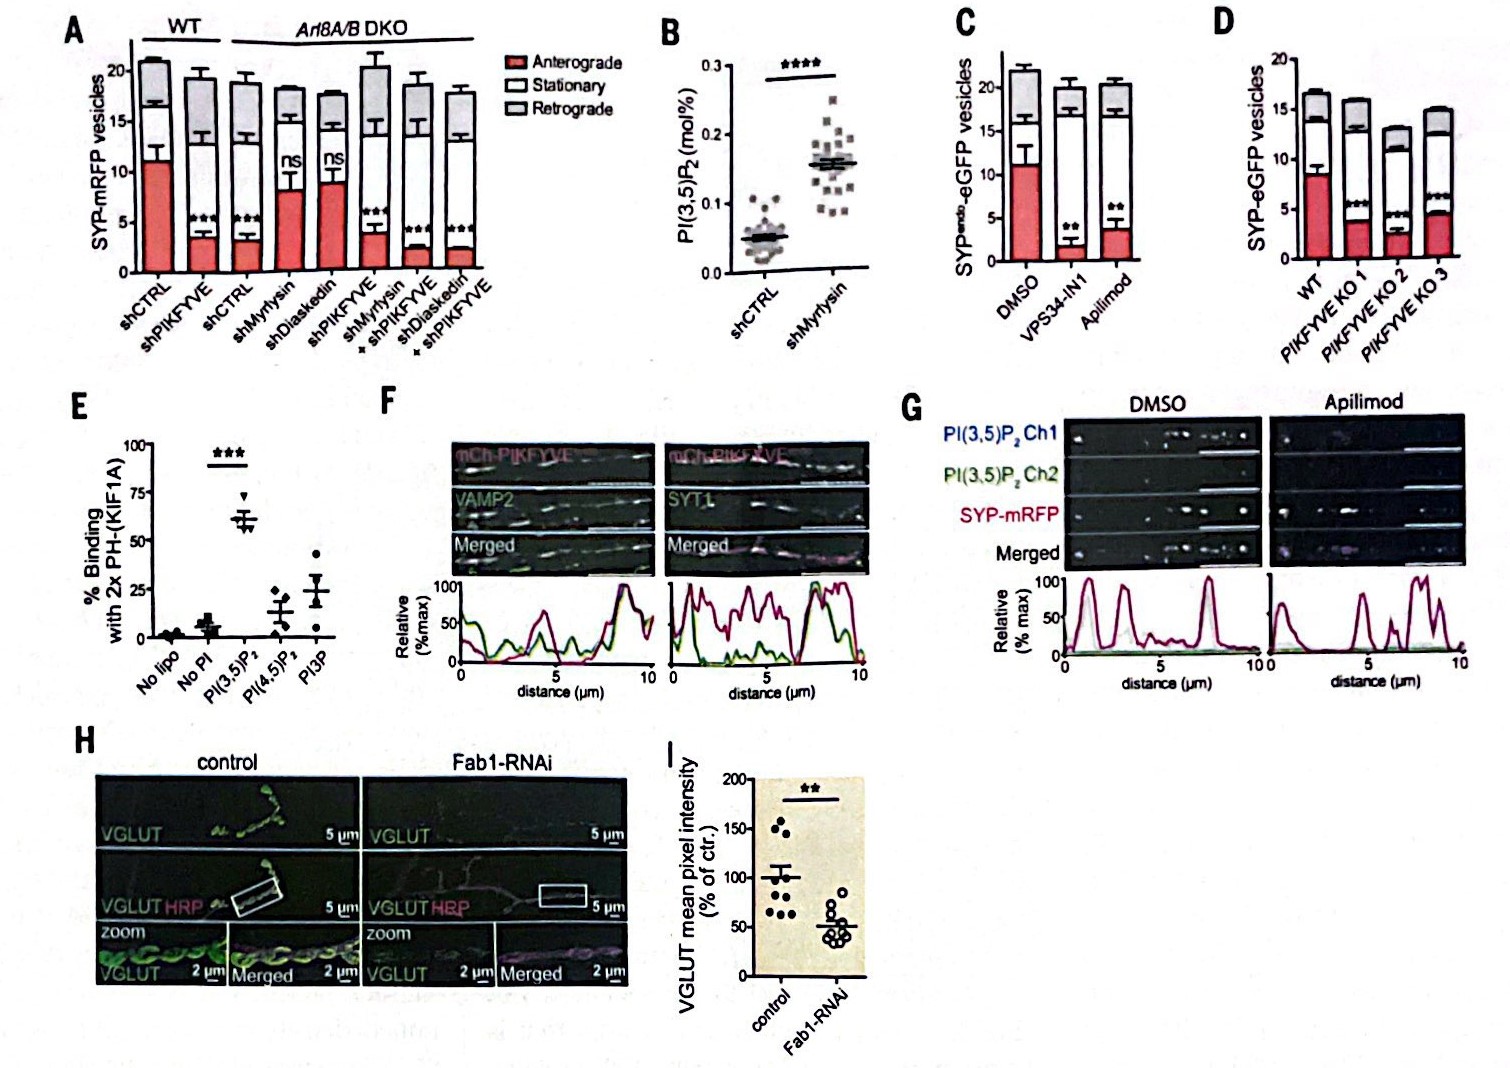 A
WT
Arl8A/B DKO
SYP-mRFP vesicles
20
15
10
5
0
ns
ns
***
***
***
***
***
shCTRL
shPIKFYVE
shCTRL
shMyrlysin
shDiaskedin
shPIKFYVE
shMyrlysin
+ shPIKFYVE
shDiaskedin
+ shPIKFYVE
Anterograde
Stationary
Retrograde
B
PI(3,5)P2 (mol%)
0.3
0.2
0.1
0.0
****
shCTRL
shMyrlysin
C
SYPendo-eGFP vesicles
20
15
10
5
0
**
**
DMSO
VPS34-IN1
Apilimod
D
SYP-eGFP vesicles
20
15
10
5
0
***
***
***
WT
PIKFYVE KO 1
PIKFYVE KO 2
PIKFYVE KO 3
E
% Binding
with 2x PH-(KIF1A)
100
75
50
25
0
***
No lipo
No PI
PI(3,5)P2
PI(4,5)P2
PI3P
F
mCh-PIKFYVE
VAMP2
Merged
mCh-PIKFYVE
SYT1
Merged
Relative
(%max)
100
50
0
0
5
10
distance (µm)
100
50
0
0
5
10
distance (µm)
G
DMSO
Apilimod
PI(3,5)P2 Ch1
PI(3,5)P2 Ch2
SYP-mRFP
Merged
Relative
(% max)
100
50
0
0
5
10
distance (µm)
100
50
0
0
5
10
distance (µm)
H
control
Fab1-RNAi
VGLUT
5 µm
VGLUT
5 µm
VGLUT HRP
5 µm
VGLUT HRP
5 µm
zoom
VGLUT
2 µm
Merged
2 µm
zoom
VGLUT
2 µm
Merged
2 µm
I
VGLUT mean pixel intensity
(% of ctr.)
200
150
100
50
0
**
control
Fab1-RNAi